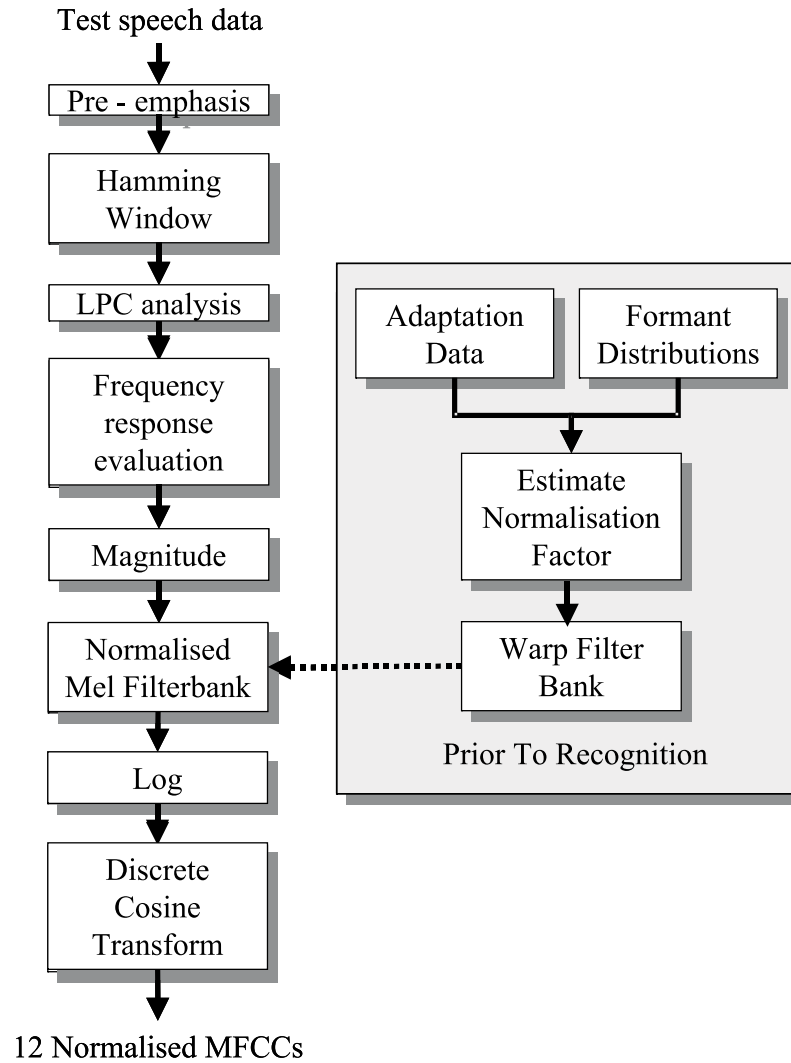 Test speech data
Pre - emphasis
Hamming
Window
LPC analysis
Frequency
response
evaluation
Magnitude
Normalised
Mel Filterbank
Log
Discrete
Cosine
Transform
12 Normalised MFCCs
Adaptation
Data
Formant
Distributions
Estimate
Normalisation
Factor
Warp Filter
Bank
Prior To Recognition